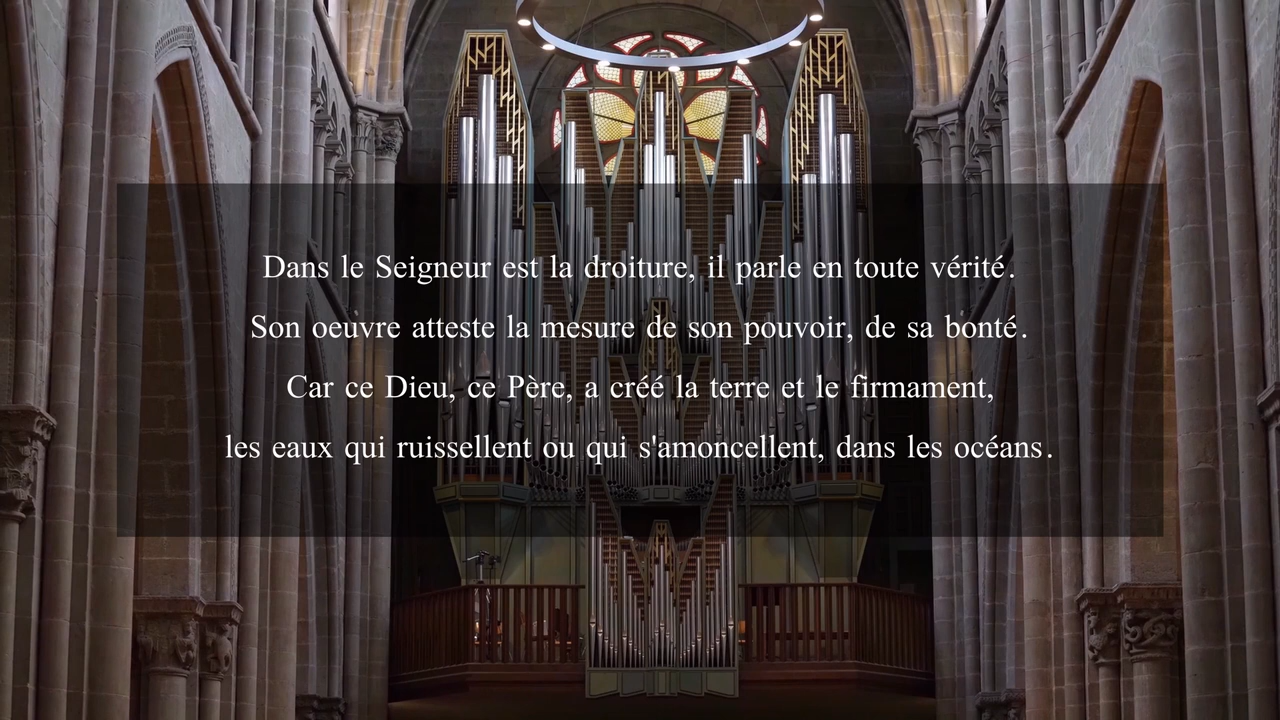 Dans le Seigneur est la droiture, il parle en toute vérité.
Son oeuvre atteste la mesure de son pouvoir, de sa bonté.
Car ce Dieu, ce Père, a créé la terre et le firmament,
les eaux qui ruissellent ou qui s'amoncellent, dans les océans.